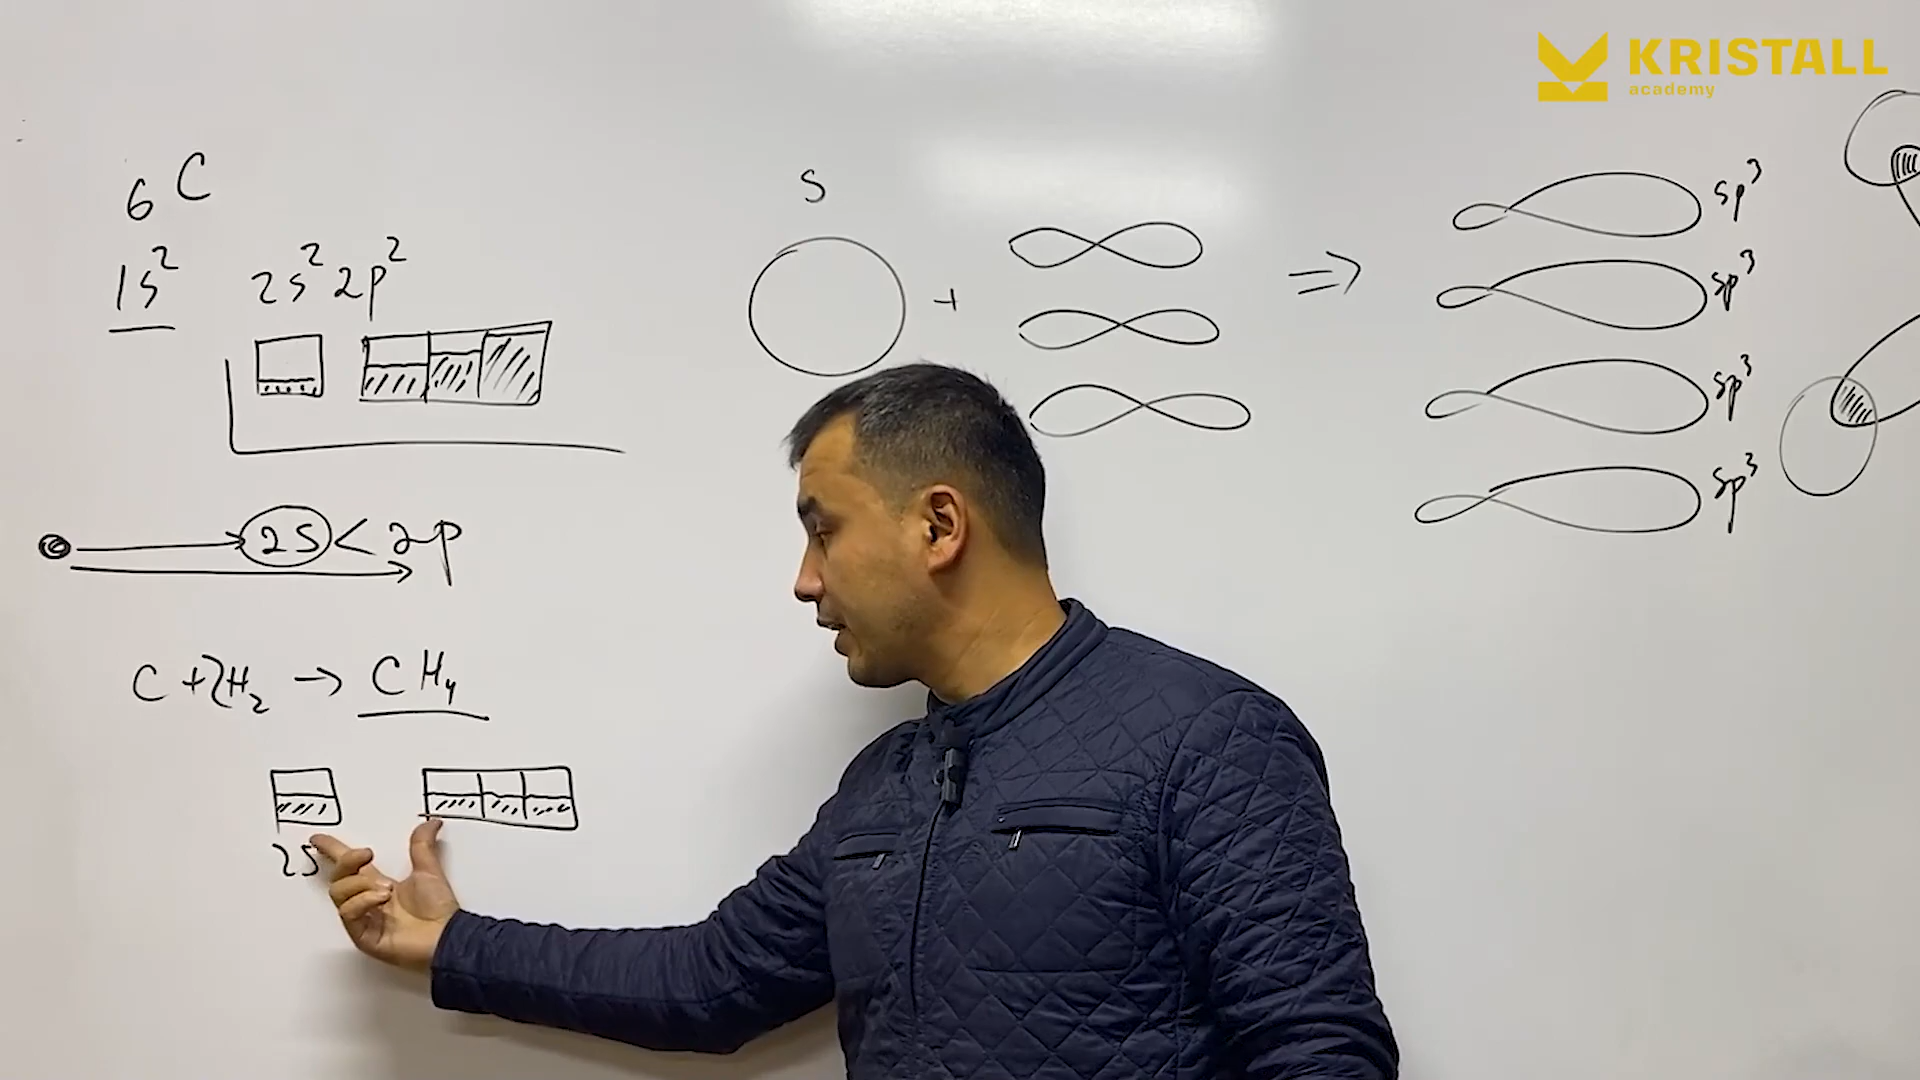 KRISTALL
academy
6 C
1s² 2s² 2p²
2s < 2p
C + 2H₂ → CH₄
2s
s
+ ⇒
sp³
sp³
sp³
sp³